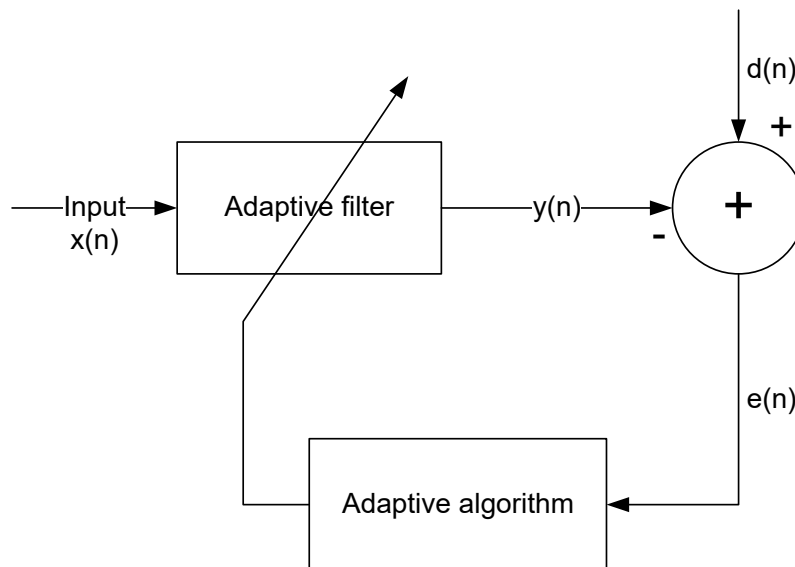 d(n)
+
Input
x(n)
Adaptive filter
y(n)
-
+
e(n)
Adaptive algorithm